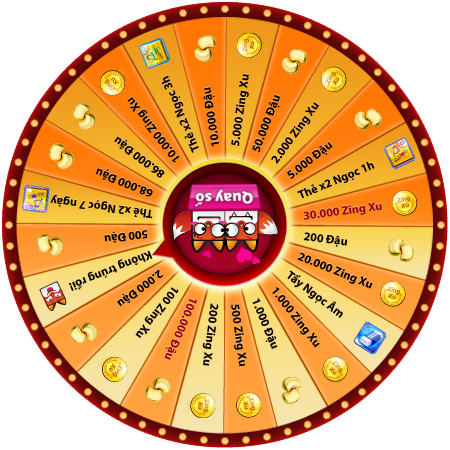 5.000 Zing Xu
50.000 Đậu
2.000 Zing Xu
5.000 Đậu
Thẻ x2 Ngọc 1h
30.000 Zing Xu
200 Đậu
20.000 Zing Xu
Tẩy Ngọc Âm
1.000 Zing Xu
1.000 Đậu
500 Zing Xu
200 Zing Xu
100.000 Đậu
100 Zing Xu
2.000 Đậu
Không trúng rồi!
500 Đậu
Thẻ x2 Ngọc 7 ngày
68.000 Đậu
86.000 Đậu
10.000 Zing Xu
Thẻ x2 Ngọc 3h
10.000 Đậu
Quay số